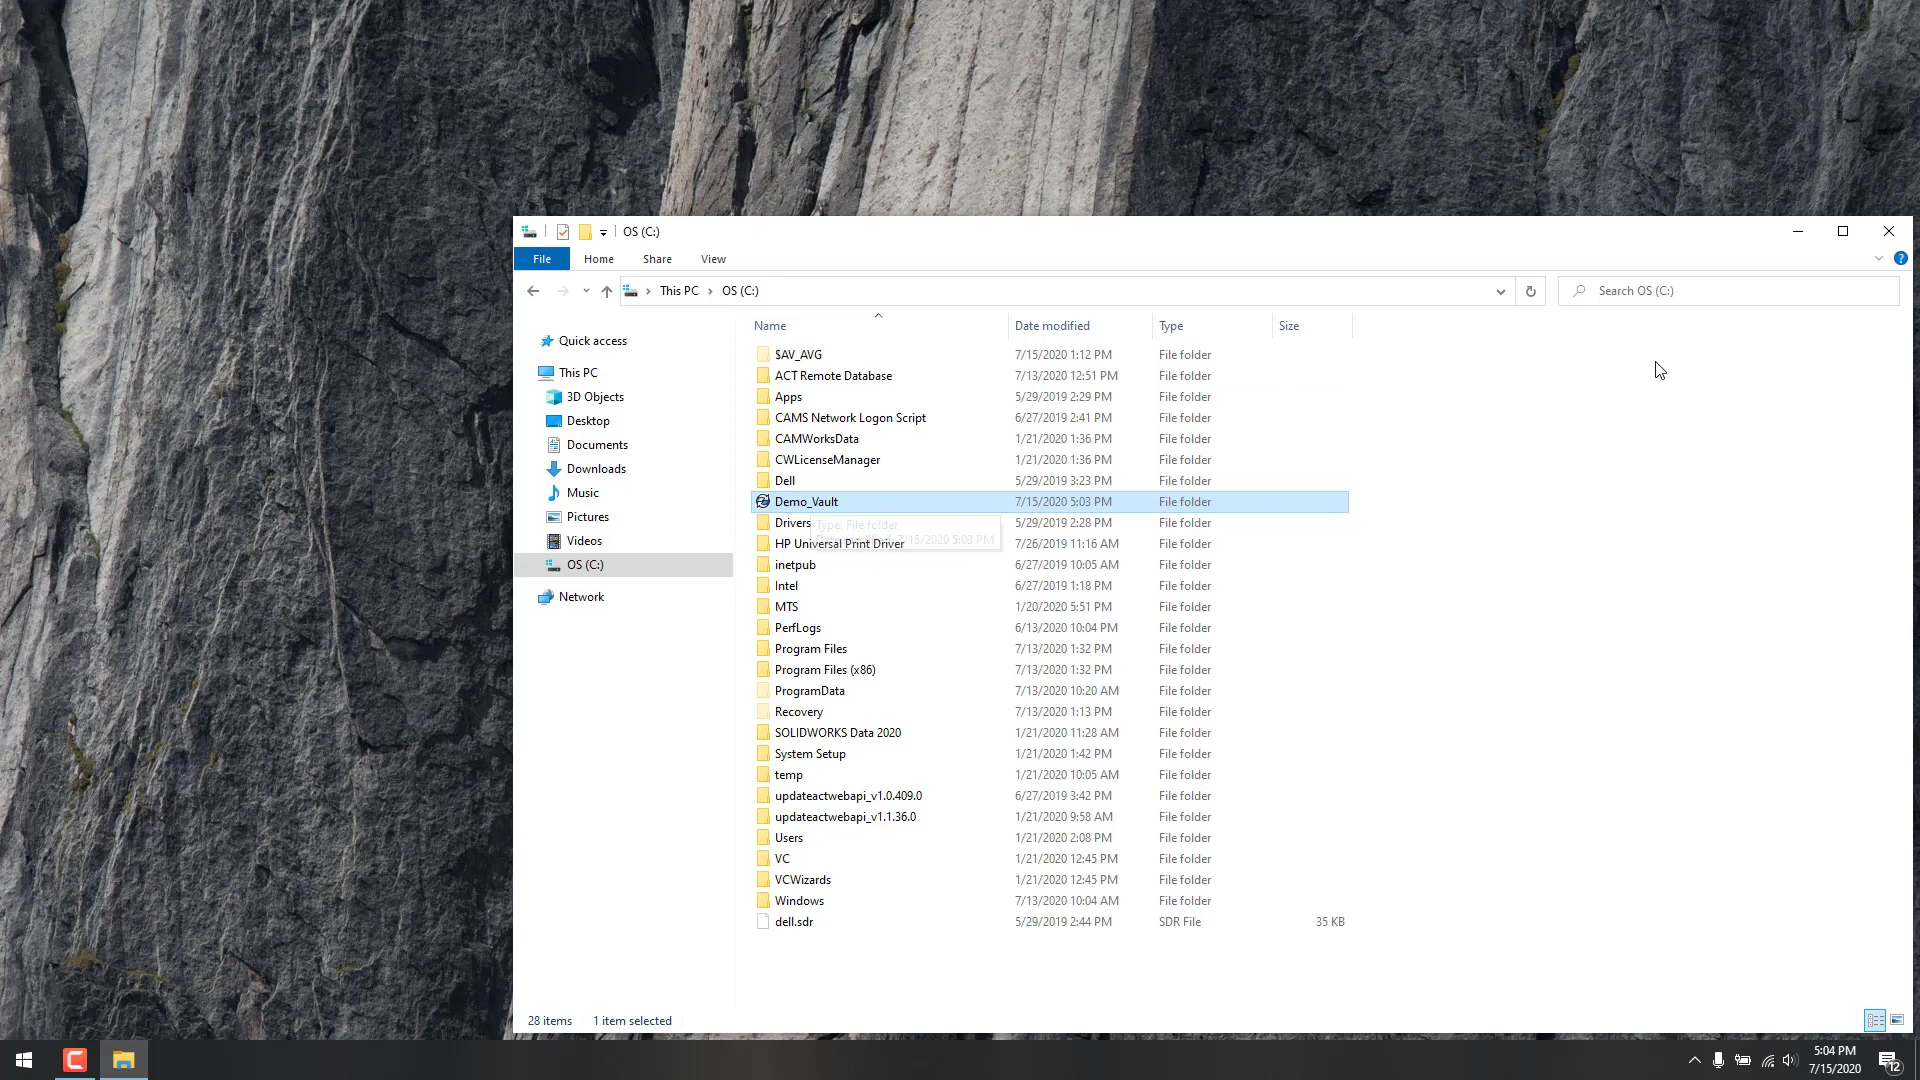 OS (C:)
File Home Share View
This PC OS (C:)
Search OS (C:)
Quick access
This PC
3D Objects
Desktop
Documents
Downloads
Music
Pictures
Videos
OS (C:)
Network
Name Date modified Type Size
$AV_AVG 7/15/2020 1:12 PM File folder
ACT Remote Database 7/13/2020 12:51 PM File folder
Apps 5/29/2019 2:29 PM File folder
CAMS Network Logon Script 6/27/2019 2:41 PM File folder
CAMWorksData 1/21/2020 1:36 PM File folder
CWLicenseManager 1/21/2020 1:36 PM File folder
Dell 5/29/2019 3:23 PM File folder
Demo_Vault 7/15/2020 5:03 PM File folder
Drivers 5/29/2019 2:28 PM File folder
Type: File folder
Date modified: 7/15/2020 5:03 PM
HP Universal Print Driver 7/26/2019 11:16 AM File folder
inetpub 6/27/2019 10:05 AM File folder
Intel 6/27/2019 1:18 PM File folder
MTS 1/20/2020 5:51 PM File folder
PerfLogs 6/13/2020 10:04 PM File folder
Program Files 7/13/2020 1:32 PM File folder
Program Files (x86) 7/13/2020 1:32 PM File folder
ProgramData 7/13/2020 10:20 AM File folder
Recovery 7/13/2020 1:13 PM File folder
SOLIDWORKS Data 2020 1/21/2020 11:28 AM File folder
System Setup 1/21/2020 1:42 PM File folder
temp 1/21/2020 10:05 AM File folder
updateactwebapi_v1.0.409.0 6/27/2019 3:42 PM File folder
updateactwebapi_v1.1.36.0 1/21/2020 9:58 AM File folder
Users 1/21/2020 2:08 PM File folder
VC 1/21/2020 12:45 PM File folder
VCWizards 1/21/2020 12:45 PM File folder
Windows 7/13/2020 10:04 AM File folder
dell.sdr 5/29/2019 2:44 PM SDR File 35 KB
28 items 1 item selected
5:04 PM
7/15/2020
12